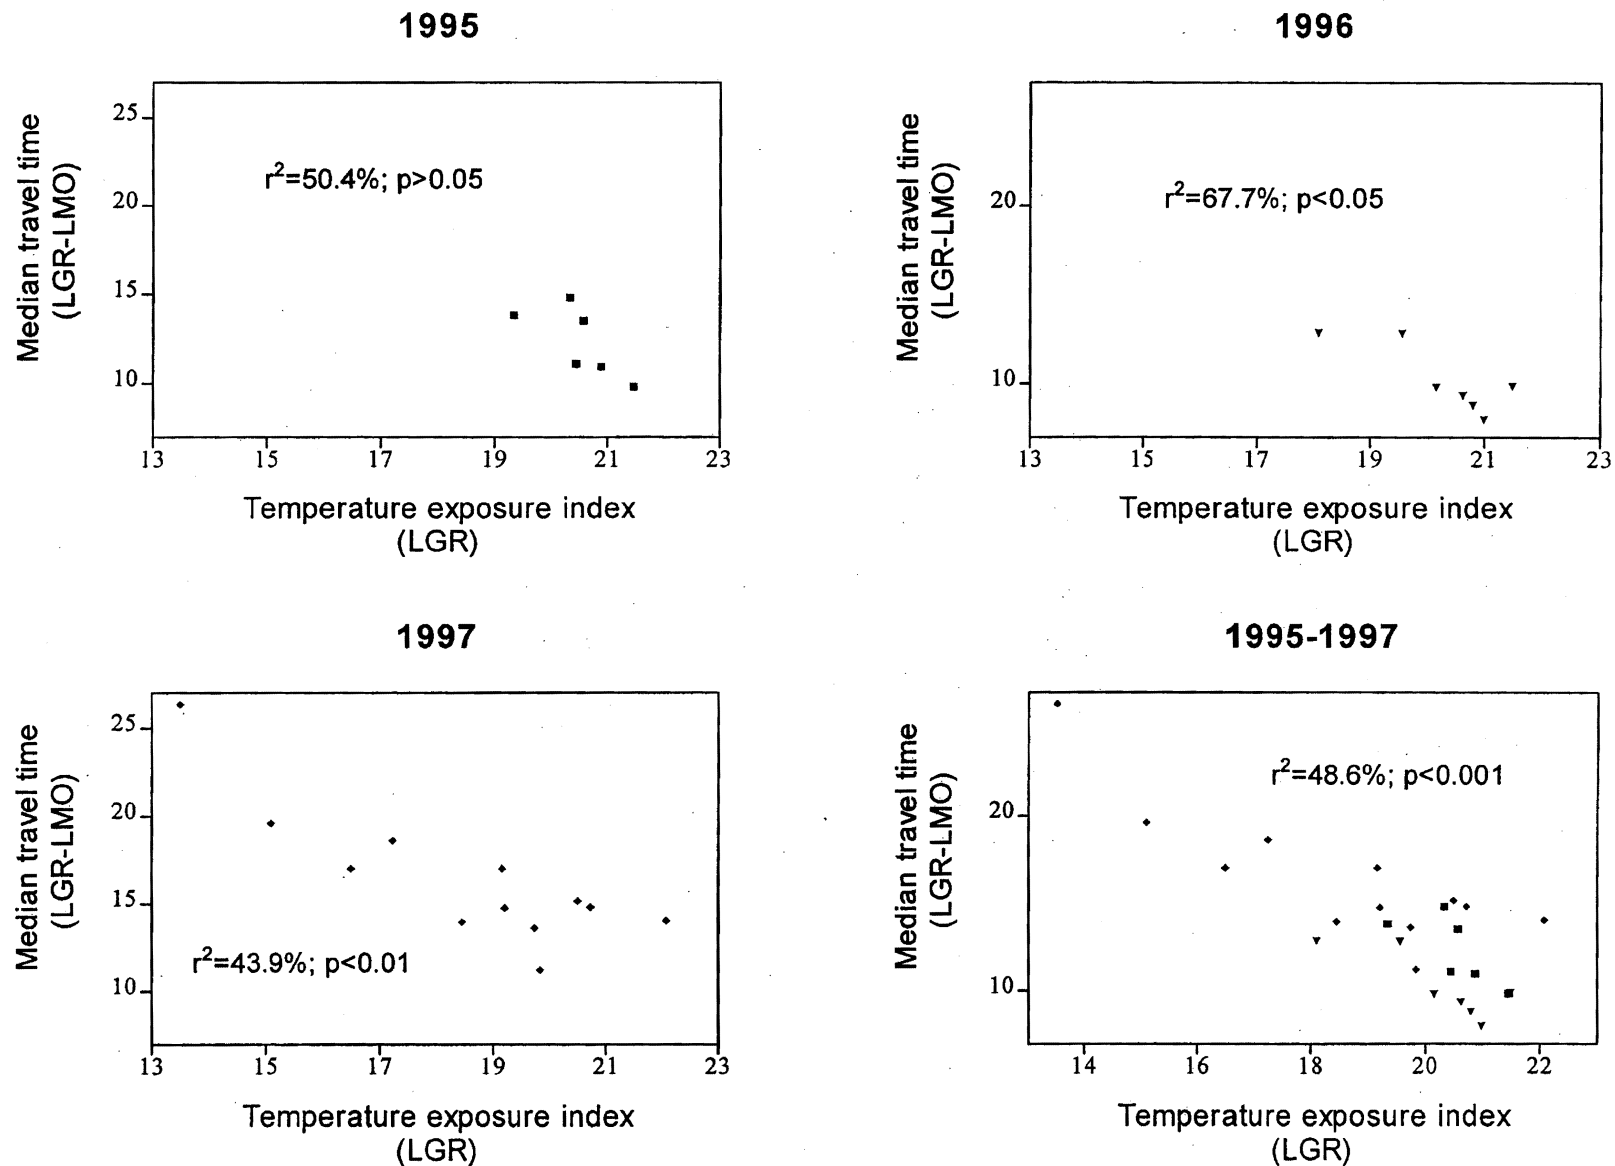 1995
Median travel time
(LGR-LMO)
25
20
15
10
r²=50.4%; p>0.05
13 15 17 19 21 23
Temperature exposure index
(LGR)
1996
Median travel time
(LGR-LMO)
20
10
r²=67.7%; p<0.05
13 15 17 19 21 23
Temperature exposure index
(LGR)
1997
Median travel time
(LGR-LMO)
25
20
15
10
r²=43.9%; p<0.01
13 15 17 19 21 23
Temperature exposure index
(LGR)
1995-1997
Median travel time
(LGR-LMO)
20
10
r²=48.6%; p<0.001
14 16 18 20 22
Temperature exposure index
(LGR)